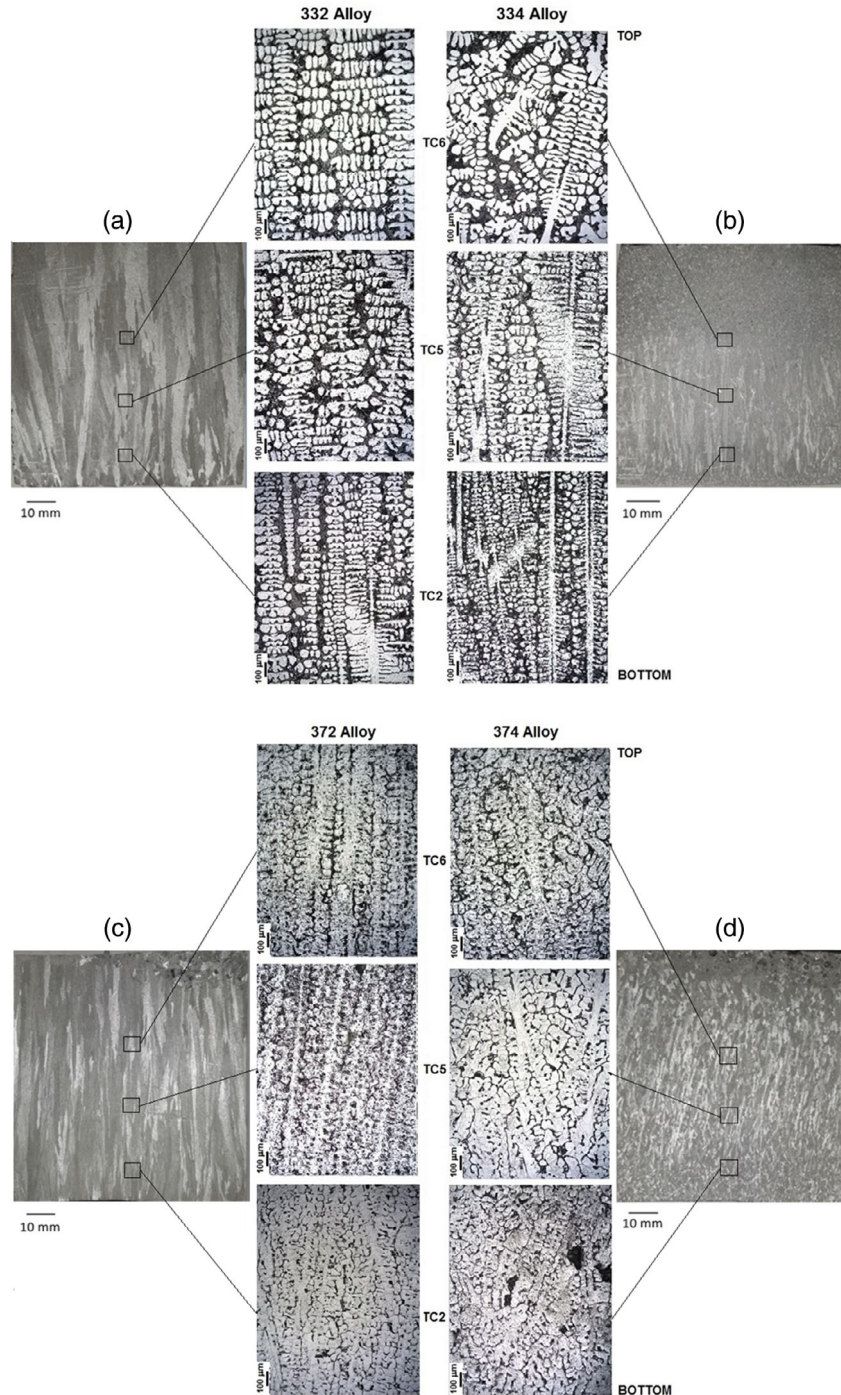 332 Alloy
334 Alloy
TOP
100 µm
TC6
100 µm
(a)
(b)
100 µm
TC5
100 µm
10 mm
10 mm
100 µm
TC2
100 µm
BOTTOM
372 Alloy
374 Alloy
TOP
100 µm
TC6
100 µm
(c)
(d)
100 µm
TC5
100 µm
10 mm
10 mm
100 µm
TC2
100 µm
BOTTOM